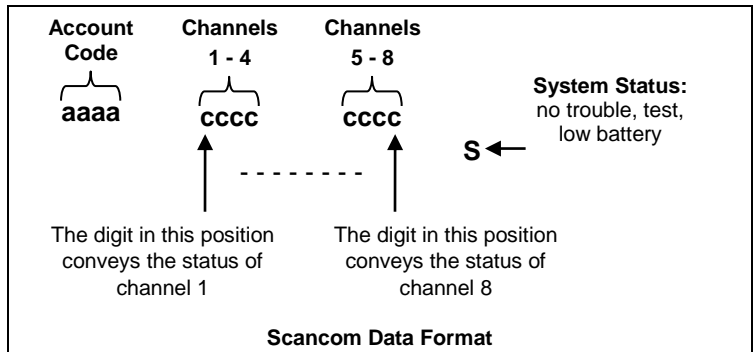 Account Code
Channels 1 - 4
Channels 5 - 8
aaaa
cccc
cccc
System Status:
no trouble, test,
low battery
S
- - - - - - - -
The digit in this position
conveys the status of
channel 1
The digit in this position
conveys the status of
channel 8
Scancom Data Format